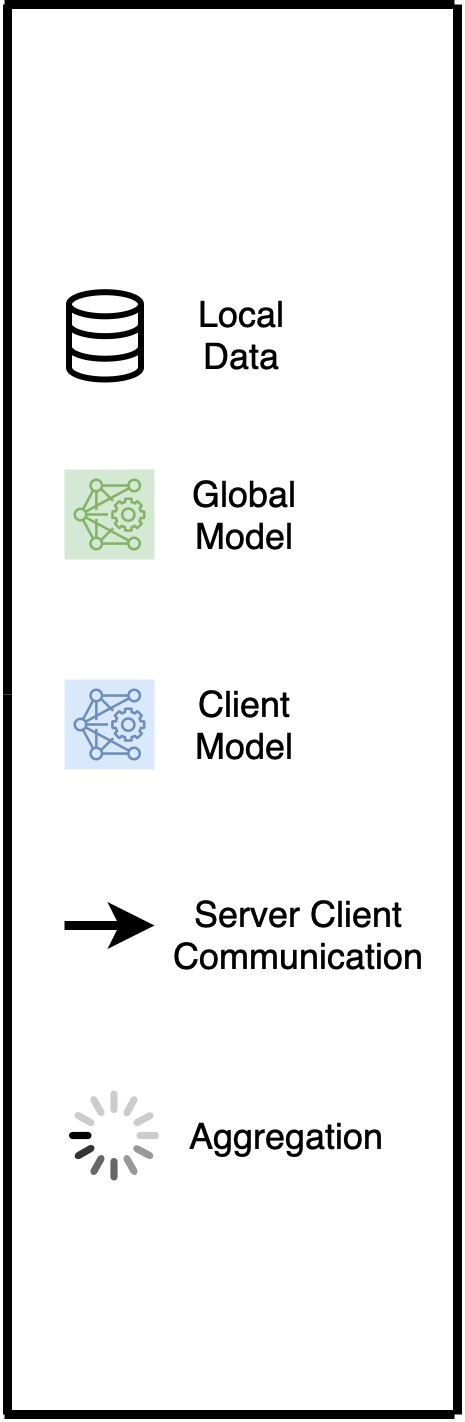 Local
Data
Global
Model
Client
Model
Server Client
Communication
Aggregation